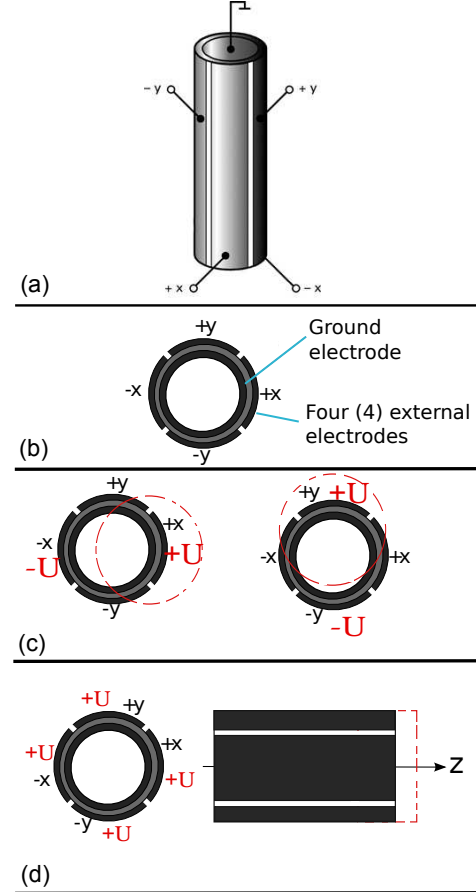 – y
+ y
+ x
– x
(a)
+y
Ground
electrode
-x
+x
Four (4) external
electrodes
-y
(b)
+y
-x
+x
-U
+U
-y
+y
+U
-x
+x
-y
-U
(c)
+U
+y
+U
+x
-x
+U
-y
+U
z
(d)